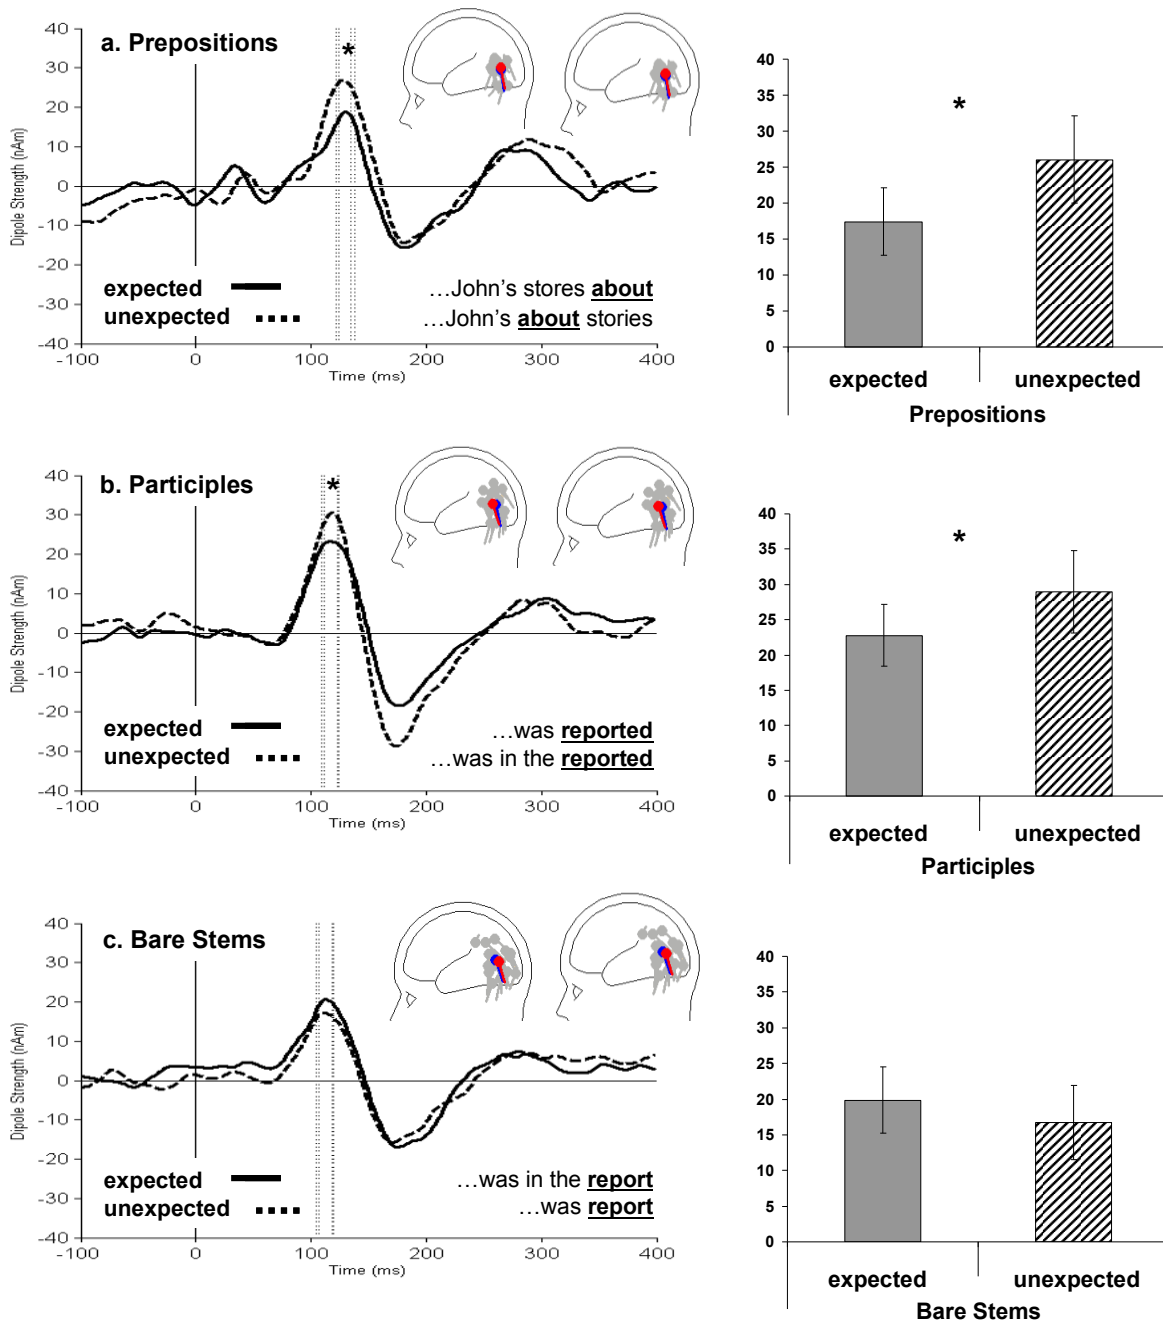 a. Prepositions
*
40
30
20
10
0
-10
-20
-30
-40
Dipole Strength (nAm)
expected
unexpected
…John’s stores about
…John’s about stories
-100 0 100 200 300 400
Time (ms)
*
40
35
30
25
20
15
10
5
0
expected unexpected
Prepositions
b. Participles
*
40
30
20
10
0
-10
-20
-30
-40
Dipole Strength (nAm)
expected
unexpected
…was reported
…was in the reported
-100 0 100 200 300 400
Time (ms)
*
40
35
30
25
20
15
10
5
0
expected unexpected
Participles
c. Bare Stems
40
30
20
10
0
-10
-20
-30
-40
Dipole Strength (nAm)
expected
unexpected
…was in the report
…was report
-100 0 100 200 300 400
Time (ms)
40
35
30
25
20
15
10
5
0
expected unexpected
Bare Stems